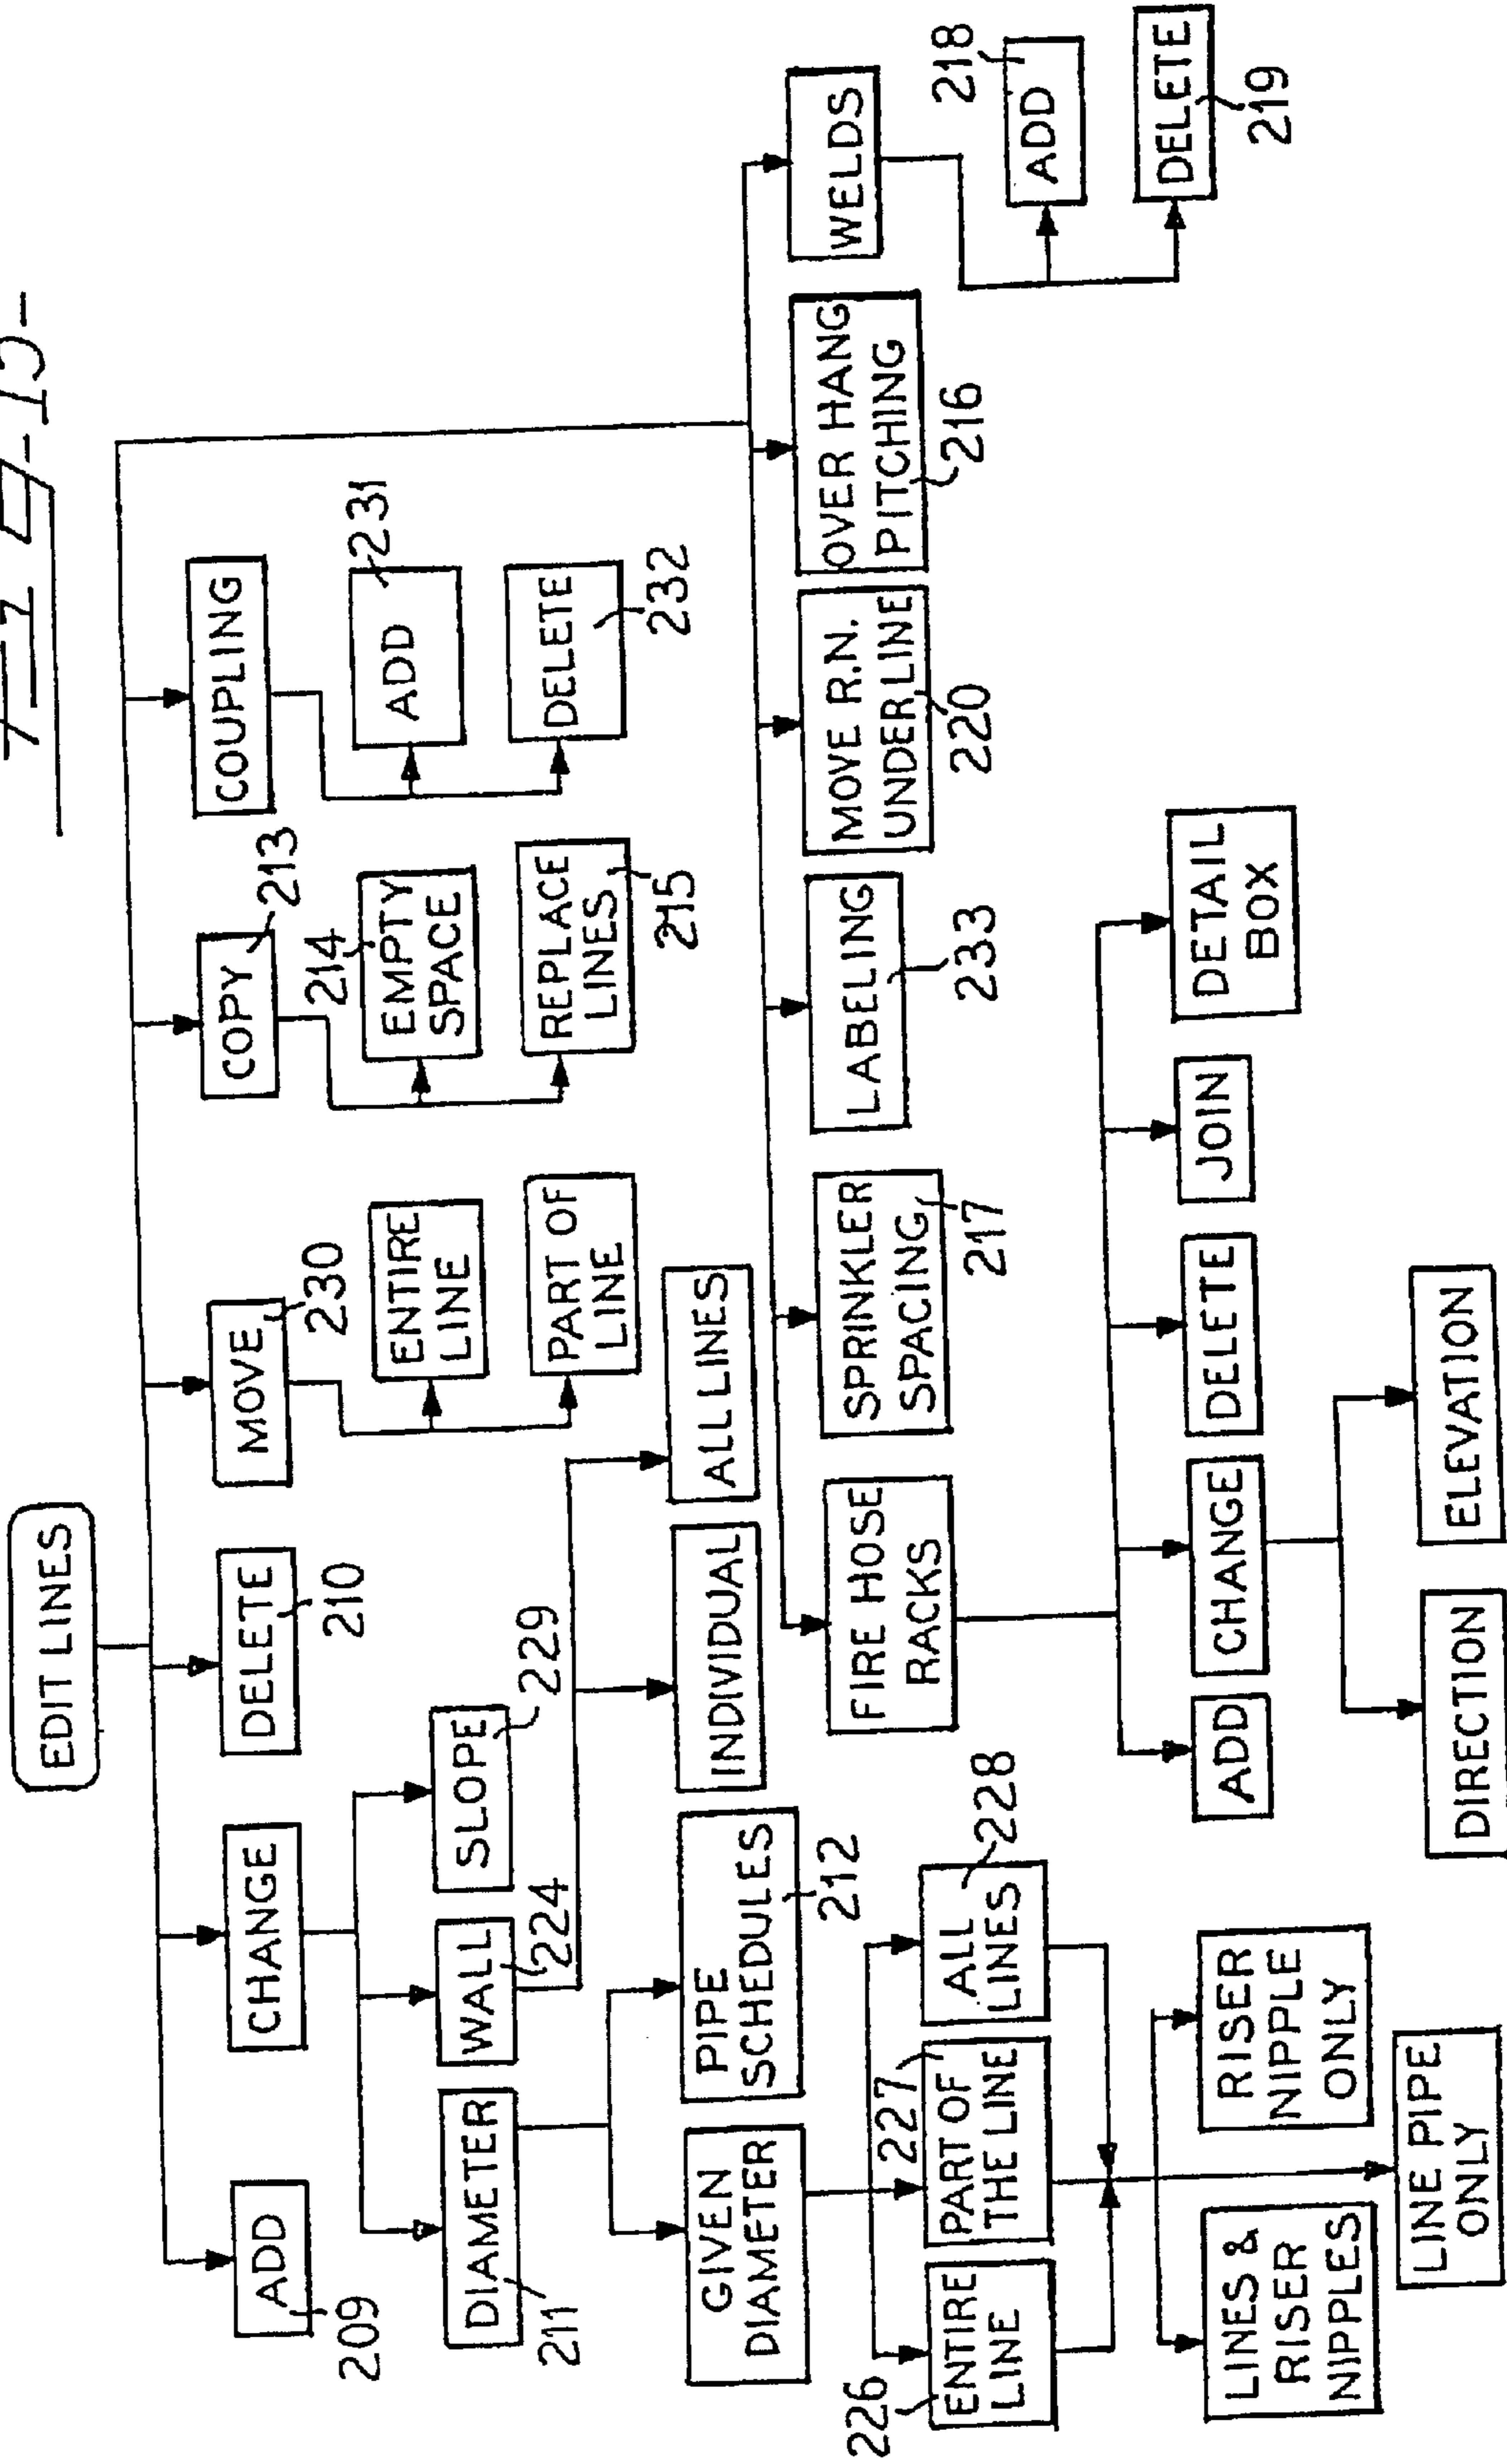 EDIT LINES
ADD
209
CHANGE
DELETE
210
MOVE
230
COPY
213
COUPLING
DIAMETER
211
WALL
224
SLOPE
229
ENTIRE
LINE
PART OF
LINE
214
EMPTY
SPACE
REPLACE
LINES
215
ADD
231
DELETE
232
GIVEN
DIAMETER
PIPE
SCHEDULES
212
INDIVIDUAL
ALL LINES
226
ENTIRE
LINE
227
PART OF
THE LINE
ALL
LINES
228
LINES &
RISER
NIPPLES
RISER
NIPPLE
ONLY
LINE PIPE
ONLY
FIRE HOSE
RACKS
SPRINKLER
SPACING
217
LABELING
233
MOVE R.N.
UNDER LINE
220
OVER HANG
PITCHING
216
WELDS
ADD
218
DELETE
219
ADD
CHANGE
DELETE
JOIN
DETAIL
BOX
DIRECTION
ELEVATION